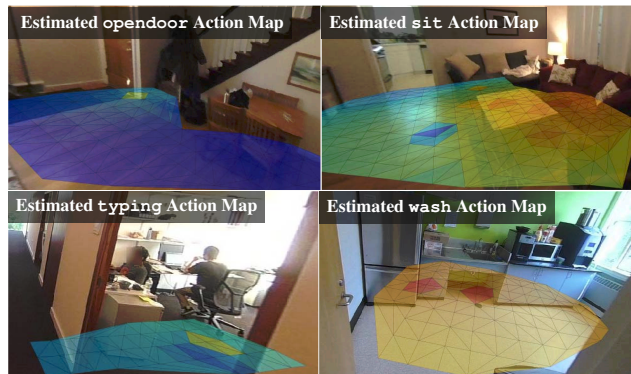 Estimated opendoor Action Map
Estimated sit Action Map
Estimated typing Action Map
Estimated wash Action Map